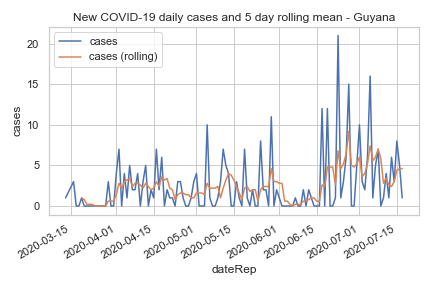 New COVID-19 daily cases and 5 day rolling mean - Guyana
cases
cases (rolling)
cases
20
15
10
5
0
2020-03-15
2020-04-01
2020-04-15
2020-05-01
2020-05-15
2020-06-01
2020-06-15
2020-07-01
2020-07-15
dateRep